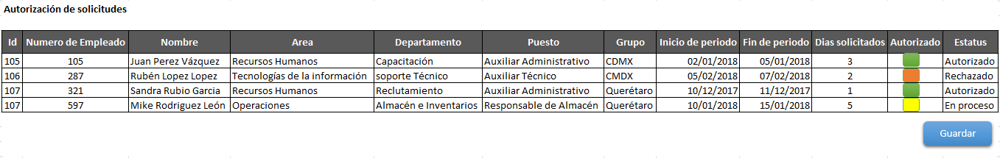 Autorización de solicitudes
Id Numero de Empleado Nombre Area Departamento Puesto Grupo Inicio de periodo Fin de periodo Dias solicitados Autorizado Estatus
105 105 Juan Perez Vázquez Recursos Humanos Capacitación Auxiliar Administrativo CDMX 02/01/2018 05/01/2018 3 Autorizado
106 287 Rubén Lopez Lopez Tecnologías de la información soporte Técnico Auxiliar Técnico CMDX 05/02/2018 07/02/2018 2 Rechazado
107 321 Sandra Rubio Garcia Recursos Humanos Reclutamiento Auxiliar Administrativo Querétaro 10/12/2017 11/12/2017 1 Autorizado
107 597 Mike Rodriguez León Operaciones Almacén e Inventarios Responsable de Almacén Querétaro 10/01/2018 15/01/2018 5 En proceso
Guardar